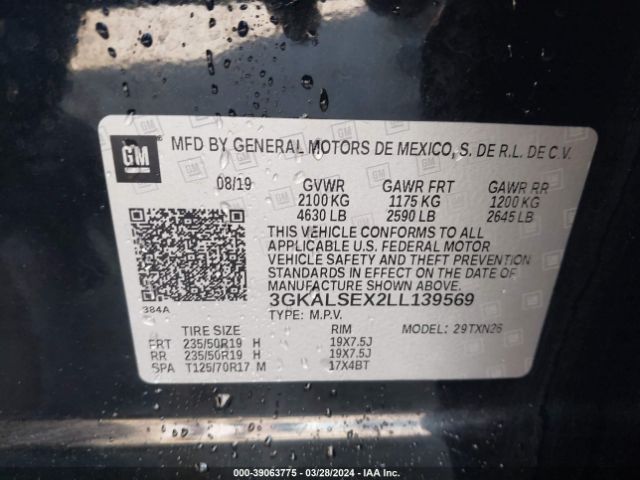 GM
MFD BY GENERAL MOTORS DE MEXICO, S. DE R.L. DE C.V.
08/19 GVWR GAWR FRT GAWR RR
2100 KG 1175 KG 1200 KG
4630 LB 2590 LB 2645 LB
THIS VEHICLE CONFORMS TO ALL
APPLICABLE U.S. FEDERAL MOTOR
VEHICLE SAFETY AND THEFT PREVENTION
STANDARDS IN EFFECT ON THE DATE OF
MANUFACTURE SHOWN ABOVE.
384A 3GKALSEX2LL139569
TYPE: M.P.V.
TIRE SIZE RIM MODEL: 29TXN26
FRT 235/50R19 H 19X7.5J
RR 235/50R19 H 19X7.5J
SPA T125/70R17 M 17X4BT
000-39063775 — 03/28/2024 — IAA Inc.